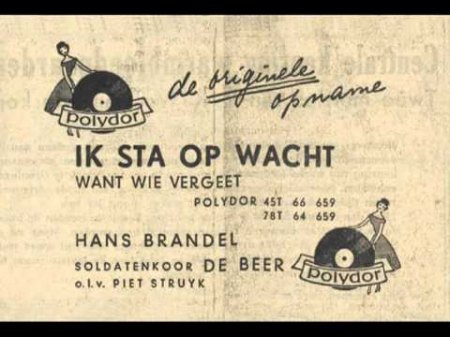 de originele
opname
polydor
IK STA OP WACHT
WANT WIE VERGEET
POLYDOR 45T 66 659
78T 64 659
HANS BRANDEL
SOLDATENKOOR DE BEER
o.l.v. PIET STRUYK
polydor